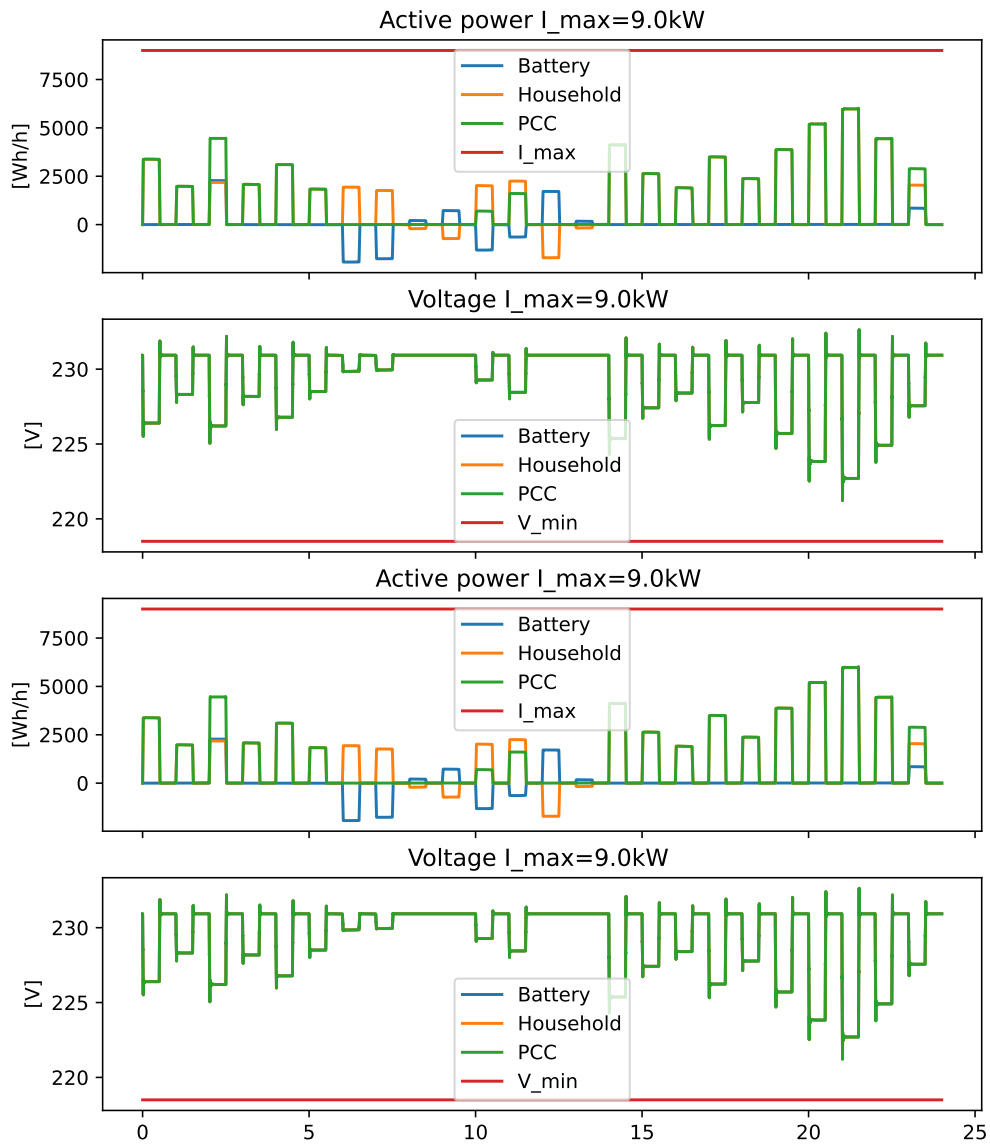 Active power I_max=9.0kW
7500
5000
2500
0
[Wh/h]
Battery
Household
PCC
I_max
Voltage I_max=9.0kW
230
225
220
[V]
Battery
Household
PCC
V_min
Active power I_max=9.0kW
7500
5000
2500
0
[Wh/h]
Battery
Household
PCC
I_max
Voltage I_max=9.0kW
230
225
220
[V]
Battery
Household
PCC
V_min
0 5 10 15 20 25